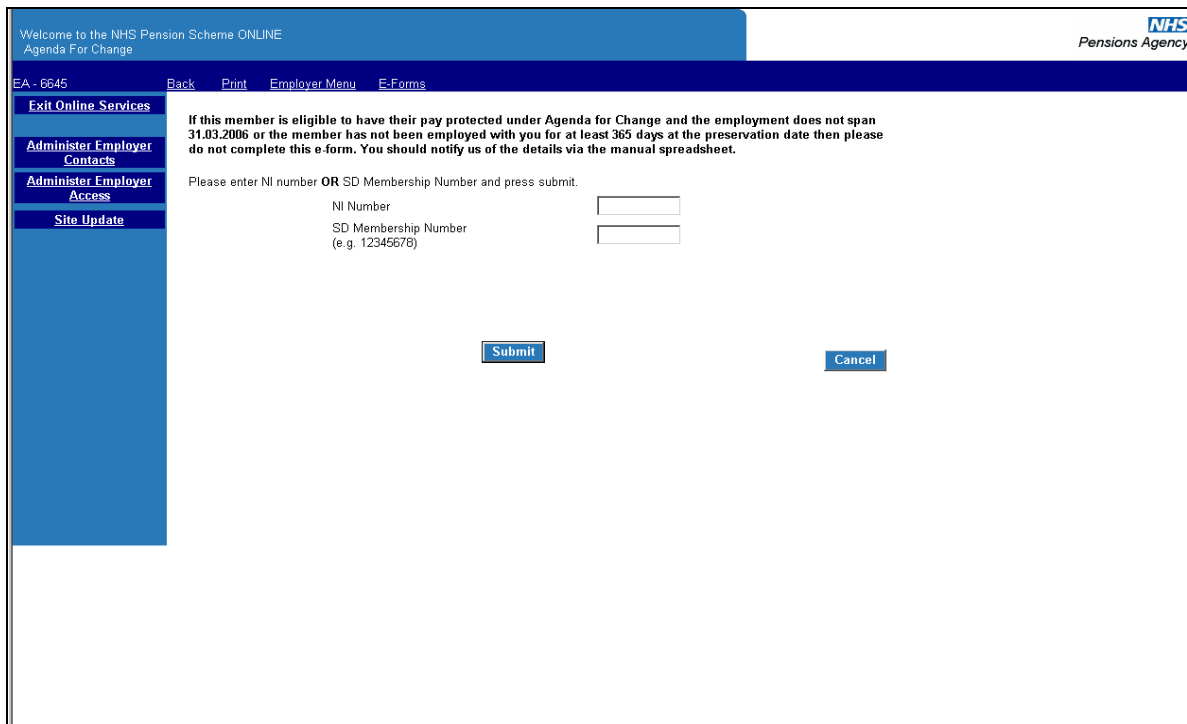 Welcome to the NHS Pension Scheme ONLINE
Agenda For Change
NHS
Pensions Agency
EA - 6645 Back Print Employer Menu E-Forms
Exit Online Services
Administer Employer
Contacts
Administer Employer
Access
Site Update
If this member is eligible to have their pay protected under Agenda for Change and the employment does not span
31.03.2006 or the member has not been employed with you for at least 365 days at the preservation date then please
do not complete this e-form. You should notify us of the details via the manual spreadsheet.
Please enter NI number OR SD Membership Number and press submit.
NI Number
SD Membership Number
(e.g. 12345678)
Submit
Cancel